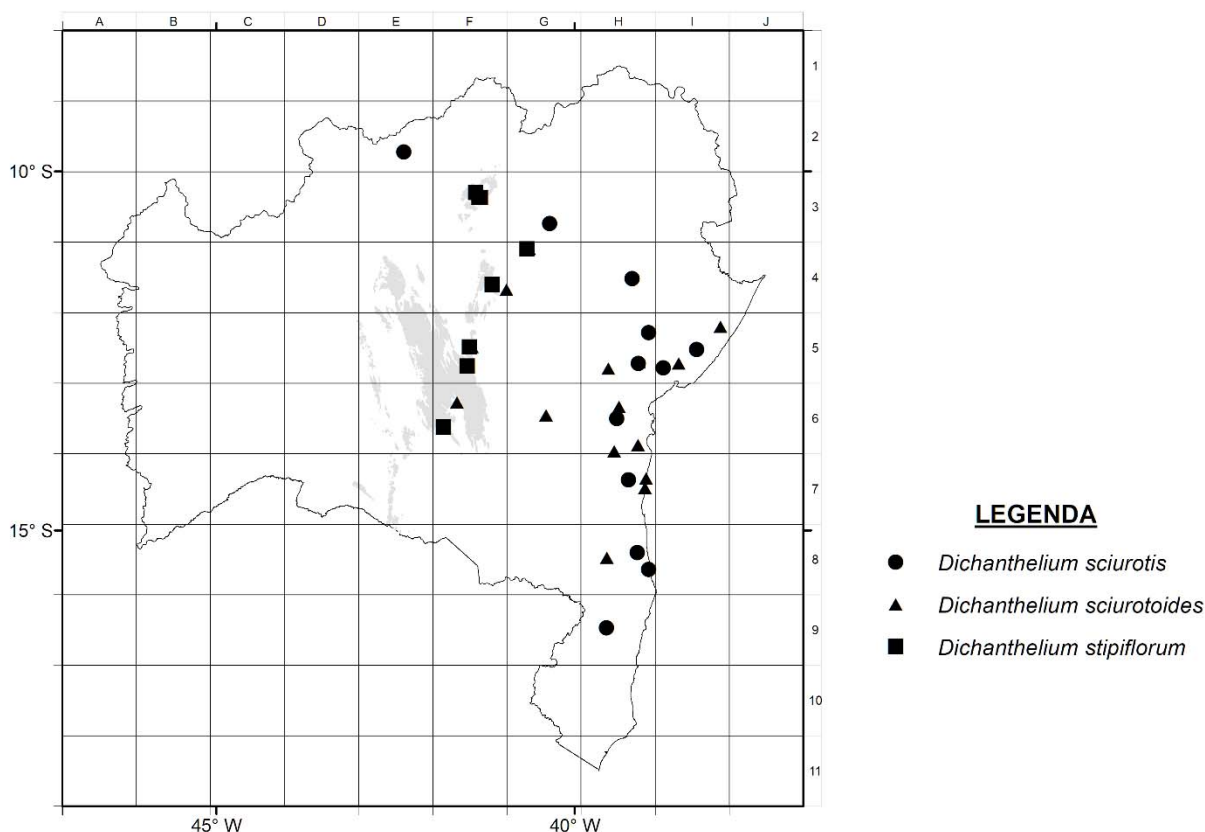 A B C D E F G H I J
1
2
10° S
3
4
5
6
7
15° S
8
9
10
11
45° W 40° W
LEGENDA
Dichanthelium sciurotis
Dichanthelium sciurotoides
Dichanthelium stipiflorum